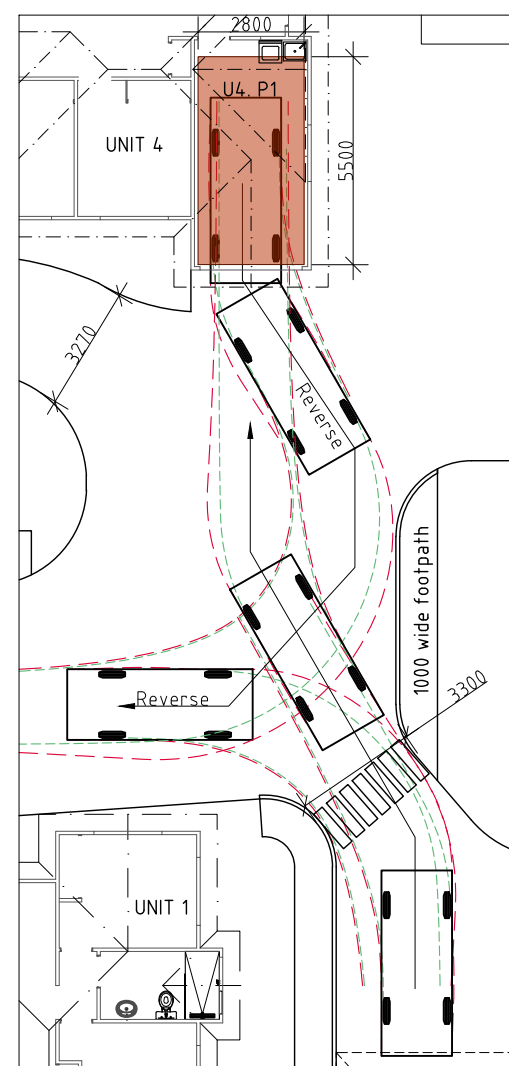 2800
U4. P1
UNIT 4
5500
3270
Reverse
1000 wide footpath
3300
Reverse
UNIT 1